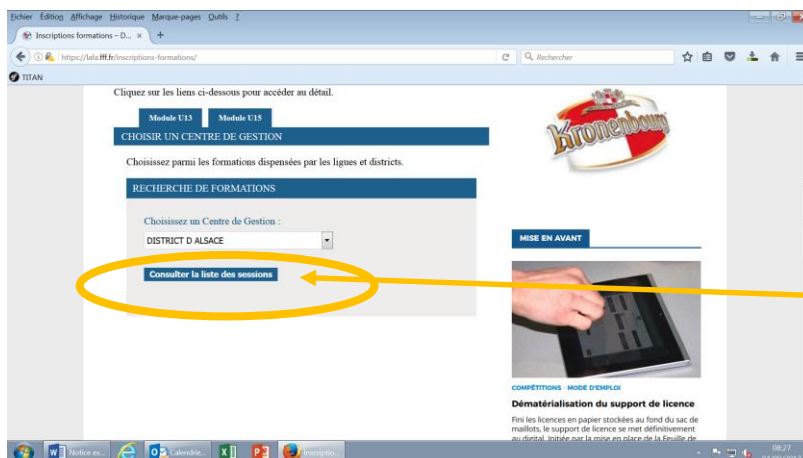 Fichier Édition Affichage Historique Marque-pages Outils ?
Inscriptions formations – D... × +
https://lafa.fff.fr/inscriptions-formations/
Rechercher
TITAN
Cliquez sur les liens ci-dessous pour accéder au détail.
Module U13 Module U15
CHOISIR UN CENTRE DE GESTION
Choisissez parmi les formations dispensées par les ligues et districts.
RECHERCHE DE FORMATIONS
Choisissez un Centre de Gestion :
DISTRICT D ALSACE
Consulter la liste des sessions
Kronenbourg
MISE EN AVANT
COMPÉTITIONS - MODE D'EMPLOI
Dématérialisation du support de licence
Fini les licences en papier stockées au fond du sac de
maillots, le support de licence se met définitivement
au digital. Initiée par la mise en place de la Feuille de
Notice ex... Calendrie... Inscriptio...
08:27